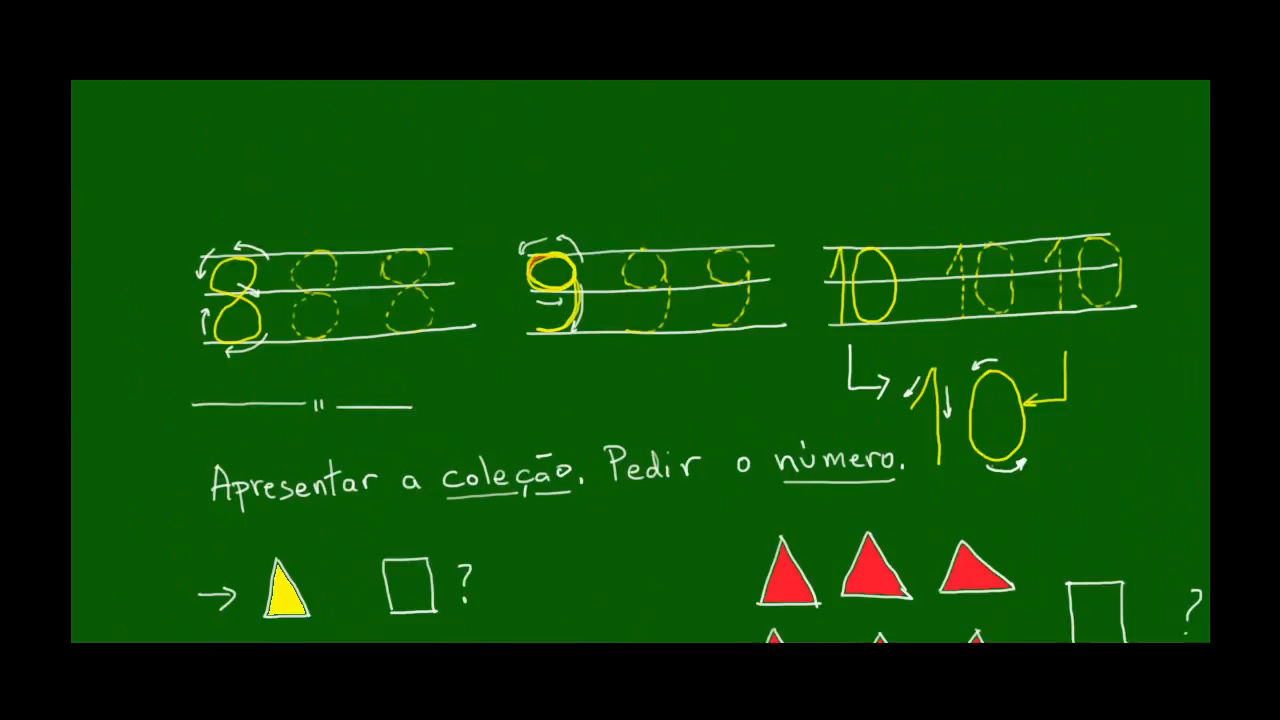 8 8 8 9 9 9 10 10 10
10
Apresentar a coleção. Pedir o número.
? ?